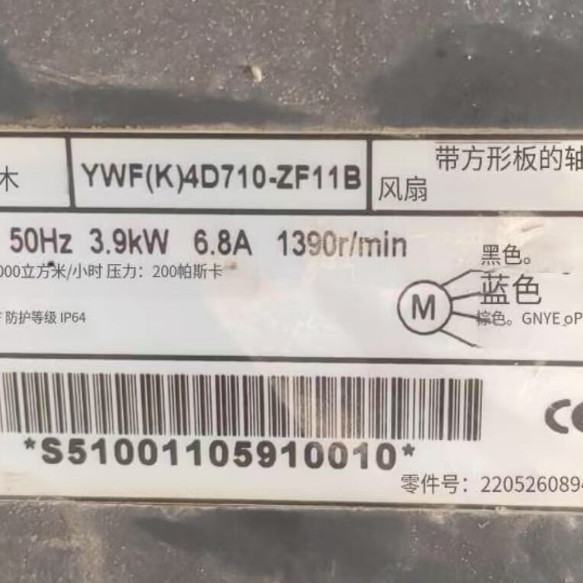 木
YWF(K)4D710-ZF11B
带方形板的轴
风扇
50Hz 3.9kW 6.8A 1390r/min
000立方米/小时 压力：200帕斯卡
防护等级 IP64
M
黑色。
蓝色
棕色。GNYE
*S51001105910010*
零件号：2205260894